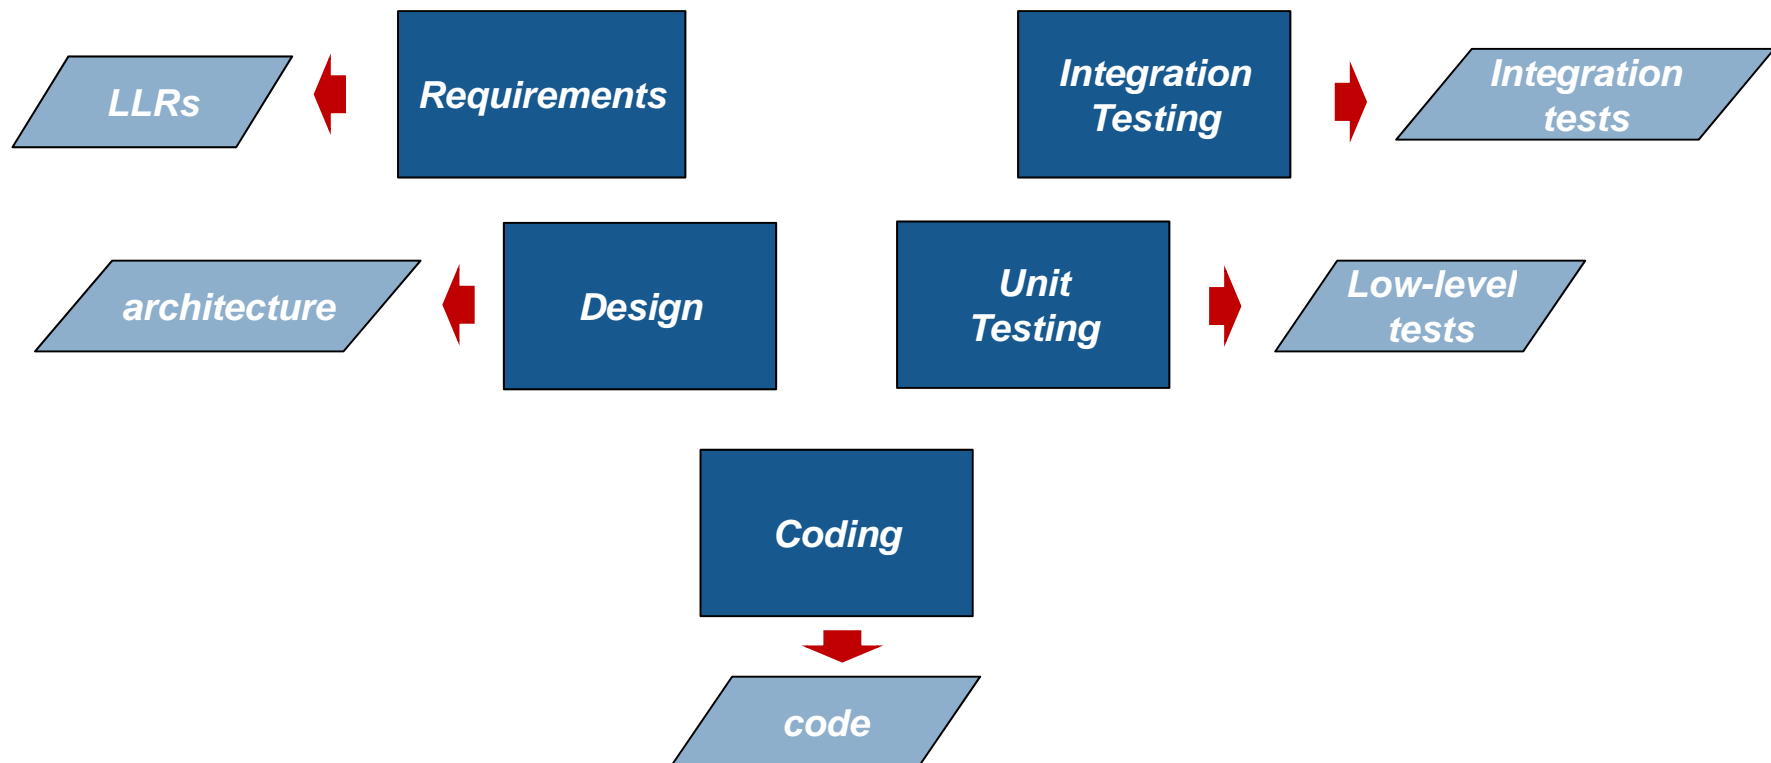 LLRs
Requirements
Integration
Testing
Integration
tests
architecture
Design
Unit
Testing
Low-level
tests
Coding
code